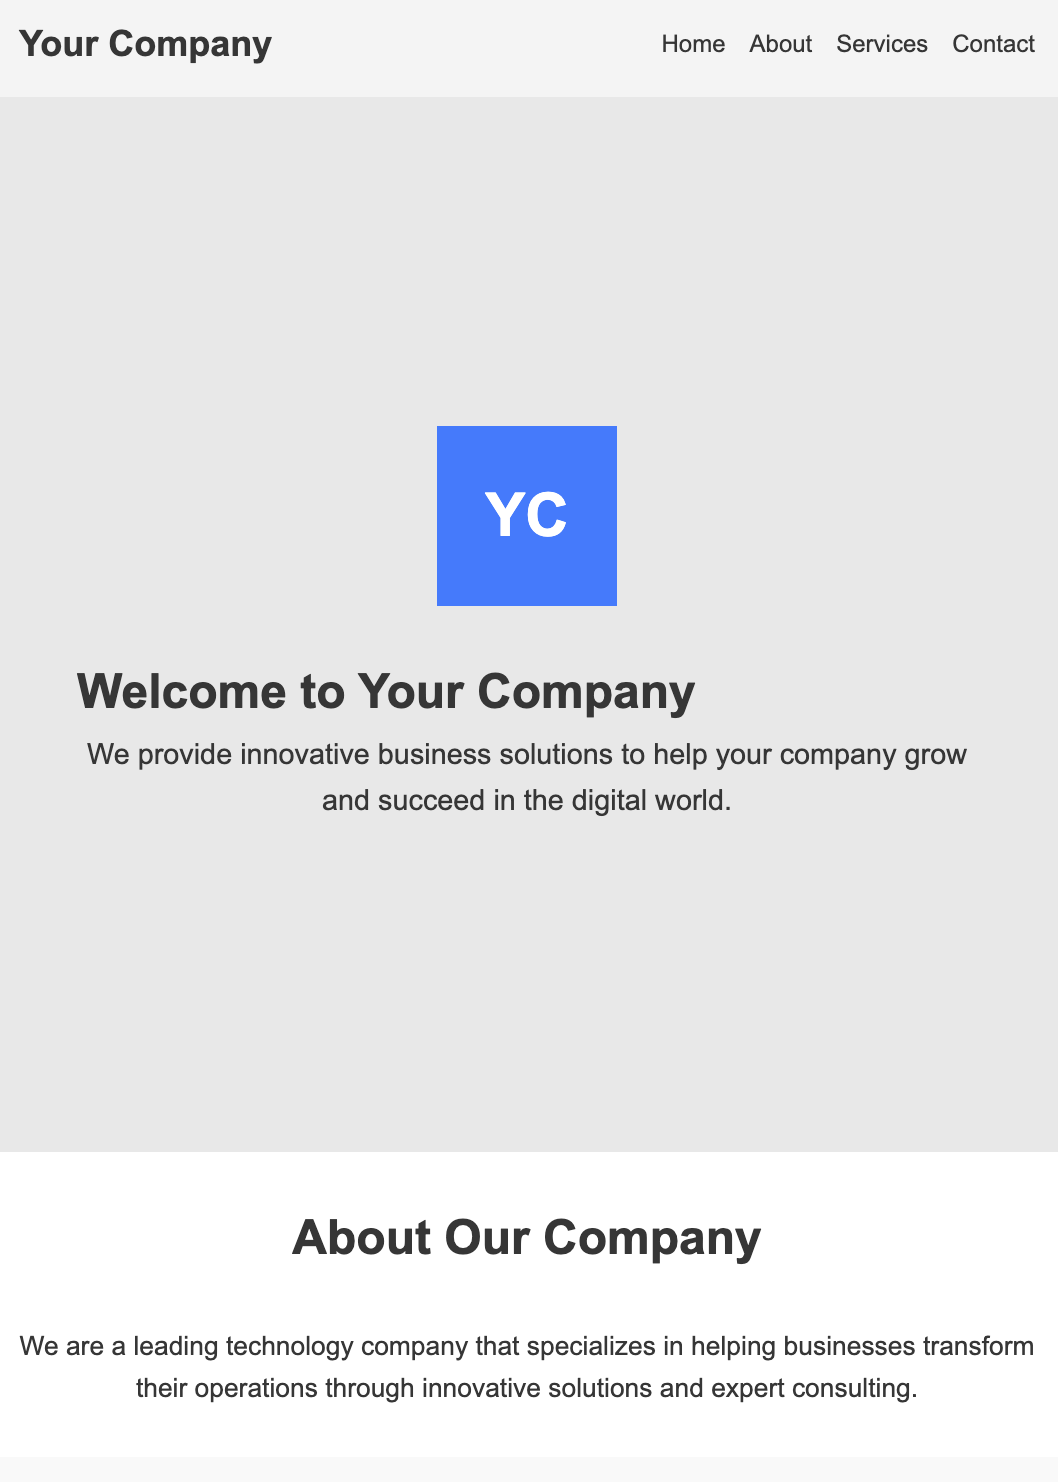 Your Company
Home About Services Contact
YC
Welcome to Your Company
We provide innovative business solutions to help your company grow
and succeed in the digital world.
About Our Company
We are a leading technology company that specializes in helping businesses transform
their operations through innovative solutions and expert consulting.